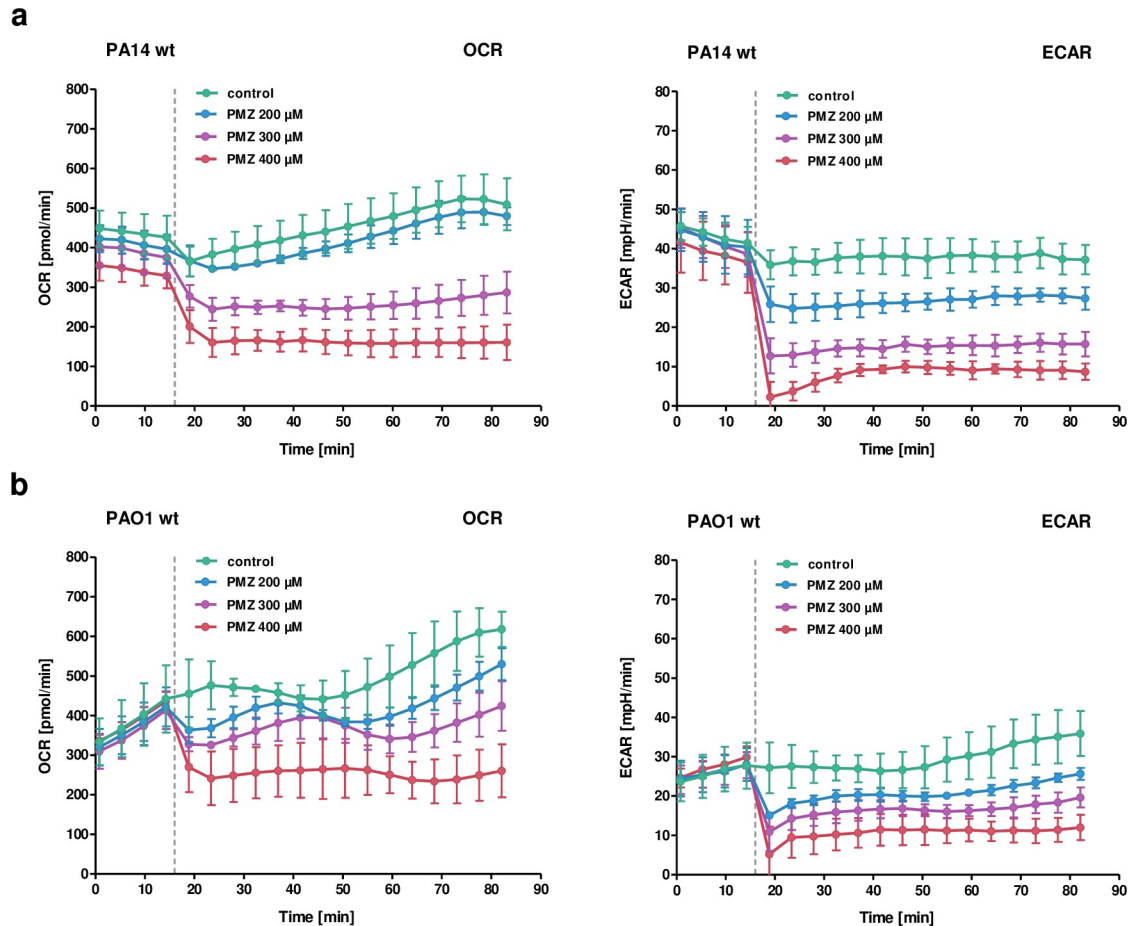 a
PA14 wt
OCR
control
PMZ 200 µM
PMZ 300 µM
PMZ 400 µM
800
700
600
500
400
300
200
100
0
OCR [pmol/min]
0 10 20 30 40 50 60 70 80 90
Time [min]
PA14 wt
ECAR
control
PMZ 200 µM
PMZ 300 µM
PMZ 400 µM
80
70
60
50
40
30
20
10
0
ECAR [mpH/min]
0 10 20 30 40 50 60 70 80 90
Time [min]
b
PAO1 wt
OCR
control
PMZ 200 µM
PMZ 300 µM
PMZ 400 µM
800
700
600
500
400
300
200
100
0
OCR [pmol/min]
0 10 20 30 40 50 60 70 80 90
Time [min]
PAO1 wt
ECAR
control
PMZ 200 µM
PMZ 300 µM
PMZ 400 µM
80
70
60
50
40
30
20
10
0
ECAR [mpH/min]
0 10 20 30 40 50 60 70 80 90
Time [min]